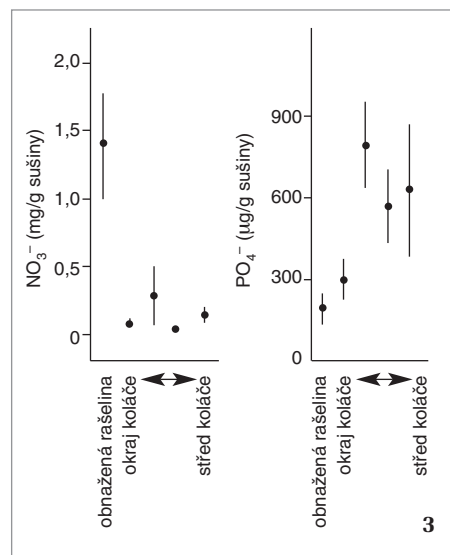 2,0
1,5
1,0
0,5
0
NO₃⁻ (mg/g sušiny)
obnažená rašelina
okraj koláče
střed koláče
900
600
300
0
PO₄⁻ (µg/g sušiny)
obnažená rašelina
okraj koláče
střed koláče
3